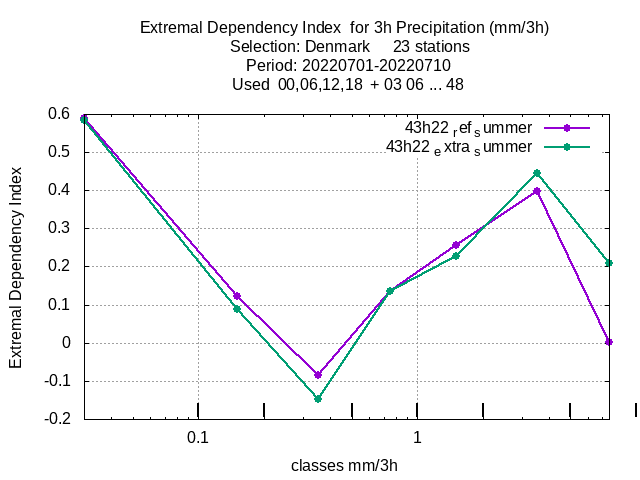 Extremal Dependency Index  for 3h Precipitation (mm/3h)
Selection: Denmark     23 stations
Period: 20220701-20220710
Used  00,06,12,18  + 03 06 ... 48
0.6
43h22 ref summer
43h22 extra summer
0.5
0.4
0.3
0.2
0.1
0
-0.1
-0.2
Extremal Dependency Index
0.1 1
classes mm/3h